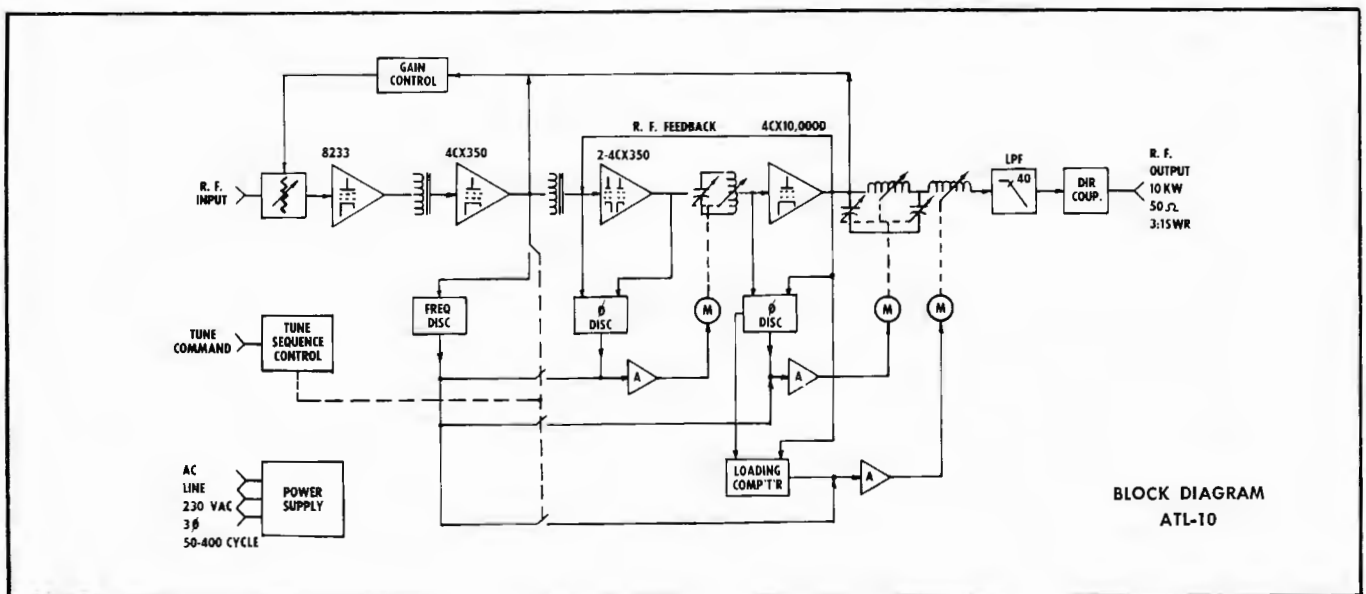 GAIN
CONTROL
R. F. FEEDBACK
4CX10,000D
8233
4CX350
2-4CX350
R. F.
INPUT
LPF
40
DIR
COUP.
R. F.
OUTPUT
10 KW
50 Ω
3:1SWR
FREQ
DISC
Ø
DISC
M
Ø
DISC
M
M
TUNE
COMMAND
TUNE
SEQUENCE
CONTROL
A
A
LOADING
COMP'T'R
A
AC
LINE
230 VAC
3Ø
50-400 CYCLE
POWER
SUPPLY
BLOCK DIAGRAM
ATL-10